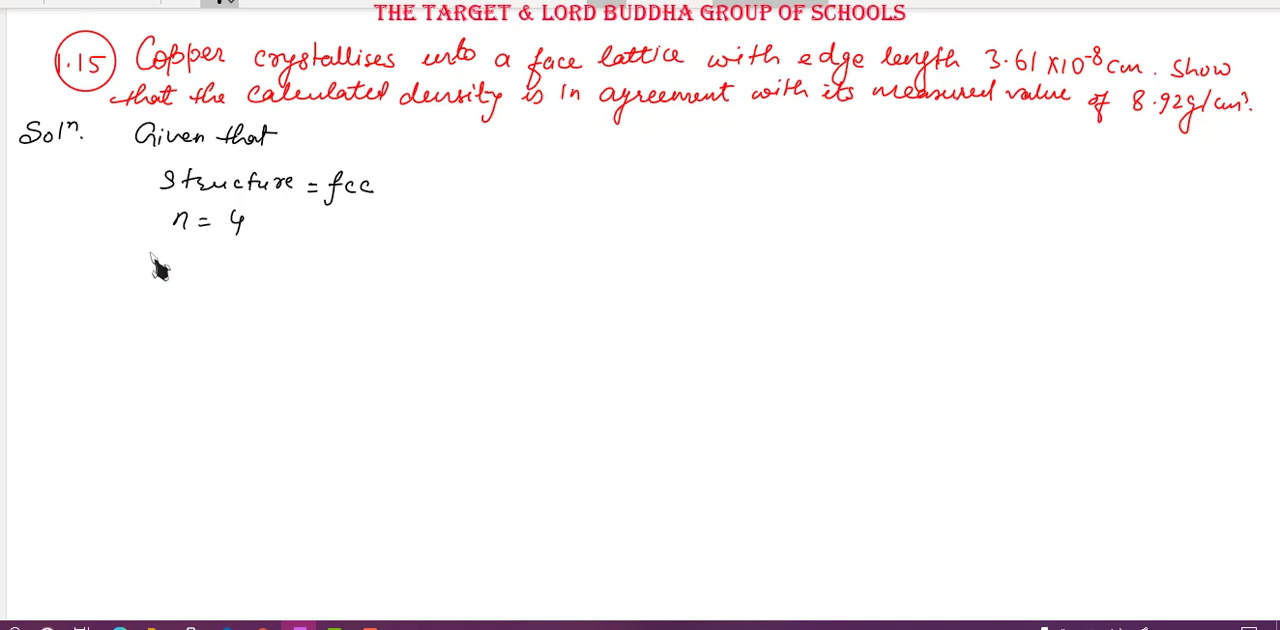 THE TARGET & LORD BUDDHA GROUP OF SCHOOLS
1.15 Copper crystallises into a face lattice with edge length 3.61 x10⁻⁸ cm. Show
that the calculated density is in agreement with its measured value of 8.92g/cm³.
Solⁿ. Given that
Structure = fcc
n = 4